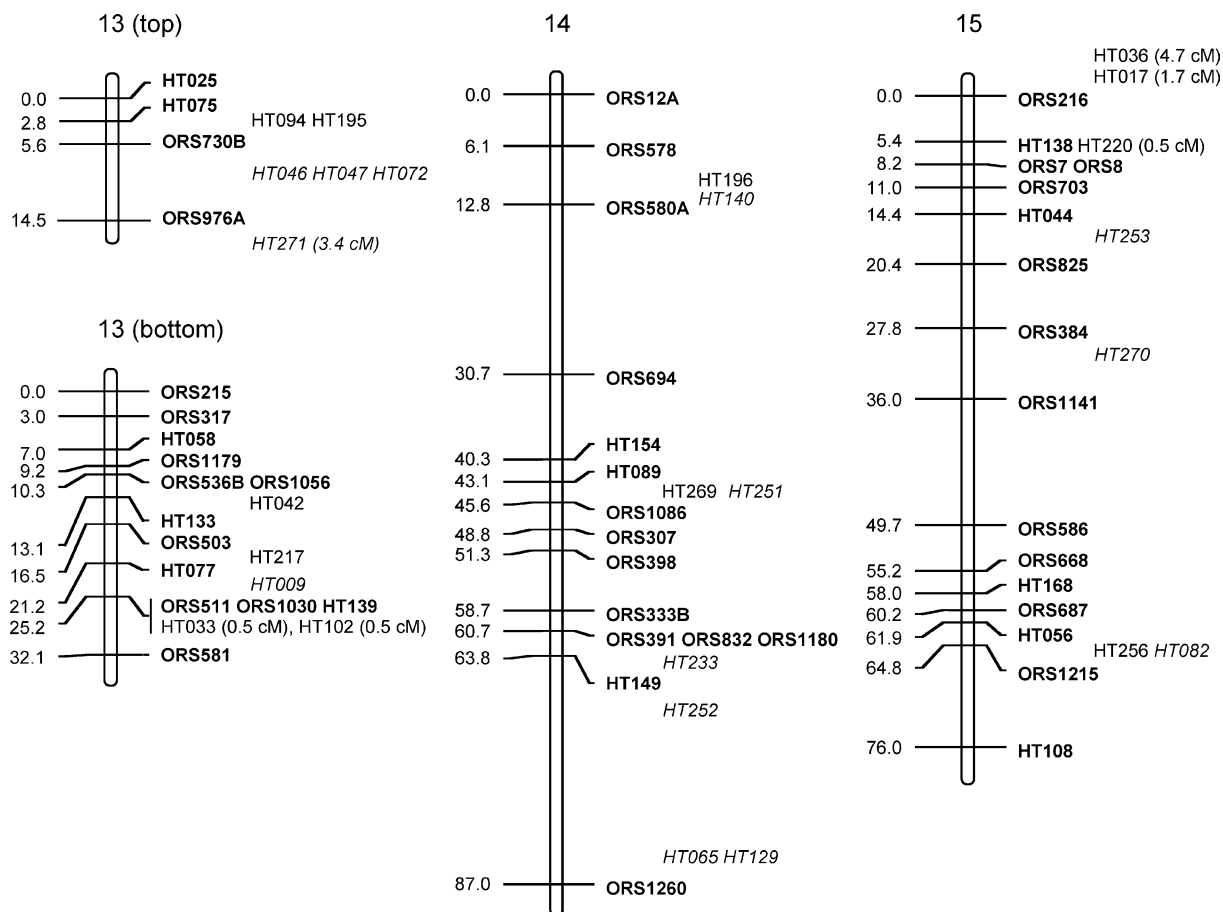 13 (top)
0.0 HT025
2.8 HT075
HT094 HT195
5.6 ORS730B
HT046 HT047 HT072
14.5 ORS976A
HT271 (3.4 cM)
13 (bottom)
0.0 ORS215
3.0 ORS317
7.0 HT058
9.2 ORS1179
10.3 ORS536B ORS1056
HT042
13.1 HT133
16.5 ORS503
HT217
21.2 HT077
HT009
25.2 ORS511 ORS1030 HT139
HT033 (0.5 cM), HT102 (0.5 cM)
32.1 ORS581
14
0.0 ORS12A
6.1 ORS578
HT196
HT140
12.8 ORS580A
30.7 ORS694
40.3 HT154
43.1 HT089
HT269 HT251
45.6 ORS1086
48.8 ORS307
51.3 ORS398
58.7 ORS333B
60.7 ORS391 ORS832 ORS1180
HT233
63.8 HT149
HT252
HT065 HT129
87.0 ORS1260
15
HT036 (4.7 cM)
HT017 (1.7 cM)
0.0 ORS216
5.4 HT138 HT220 (0.5 cM)
8.2 ORS7 ORS8
11.0 ORS703
14.4 HT044
HT253
20.4 ORS825
27.8 ORS384
HT270
36.0 ORS1141
49.7 ORS586
55.2 ORS668
58.0 HT168
60.2 ORS687
61.9 HT056
HT256 HT082
64.8 ORS1215
76.0 HT108